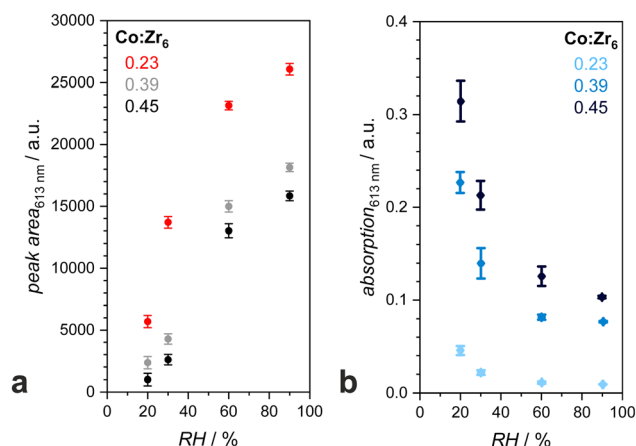 Co:Zr₆
0.23
0.39
0.45
peak area₆₁₃ ₙₘ / a.u.
30000
25000
20000
15000
10000
5000
0
0 20 40 60 80 100
RH / %
a
Co:Zr₆
0.23
0.39
0.45
absorption₆₁₃ ₙₘ / a.u.
0.4
0.3
0.2
0.1
0.0
0 20 40 60 80 100
RH / %
b